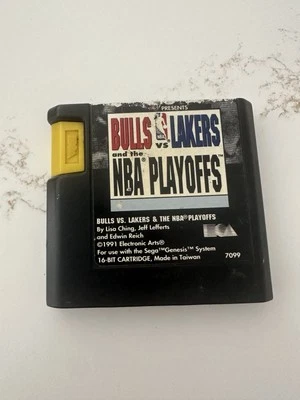 PRESENTS
BULLS VS. LAKERS
and the
NBA® PLAYOFFS™
BULLS VS. LAKERS & THE NBA® PLAYOFFS
By Lisa Ching, Jeff Lefferts
and Edwin Reich
©1991 Electronic Arts®
For use with the Sega™Genesis™ System
16-BIT CARTRIDGE, Made in Taiwan
7099